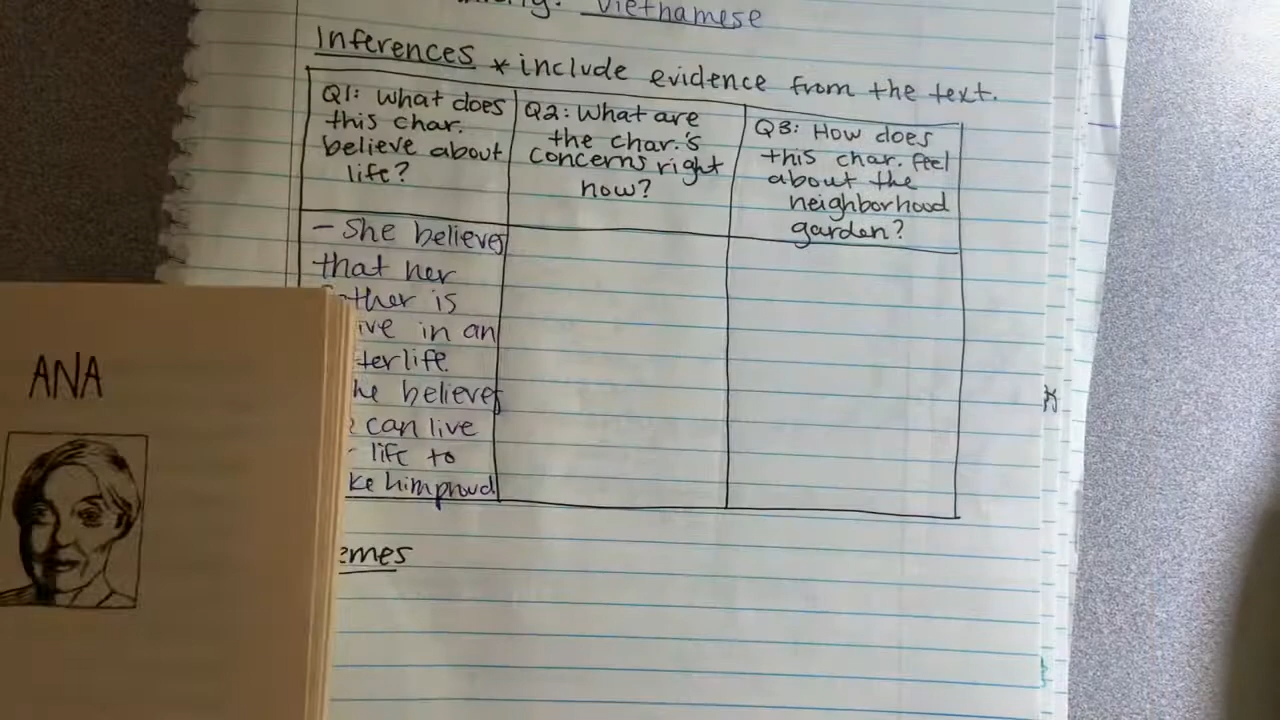 Vietnamese
Inferences * include evidence from the text.
Q1: What does
this char.
believe about
life?
Q2: What are
the char.'s
concerns right
now?
Q3: How does
this char. feel
about the
neighborhood
garden?
- She believes
that her
ther is
ive in an
terlife.
he believes
can live
life to
ke him proud
emes
ANA